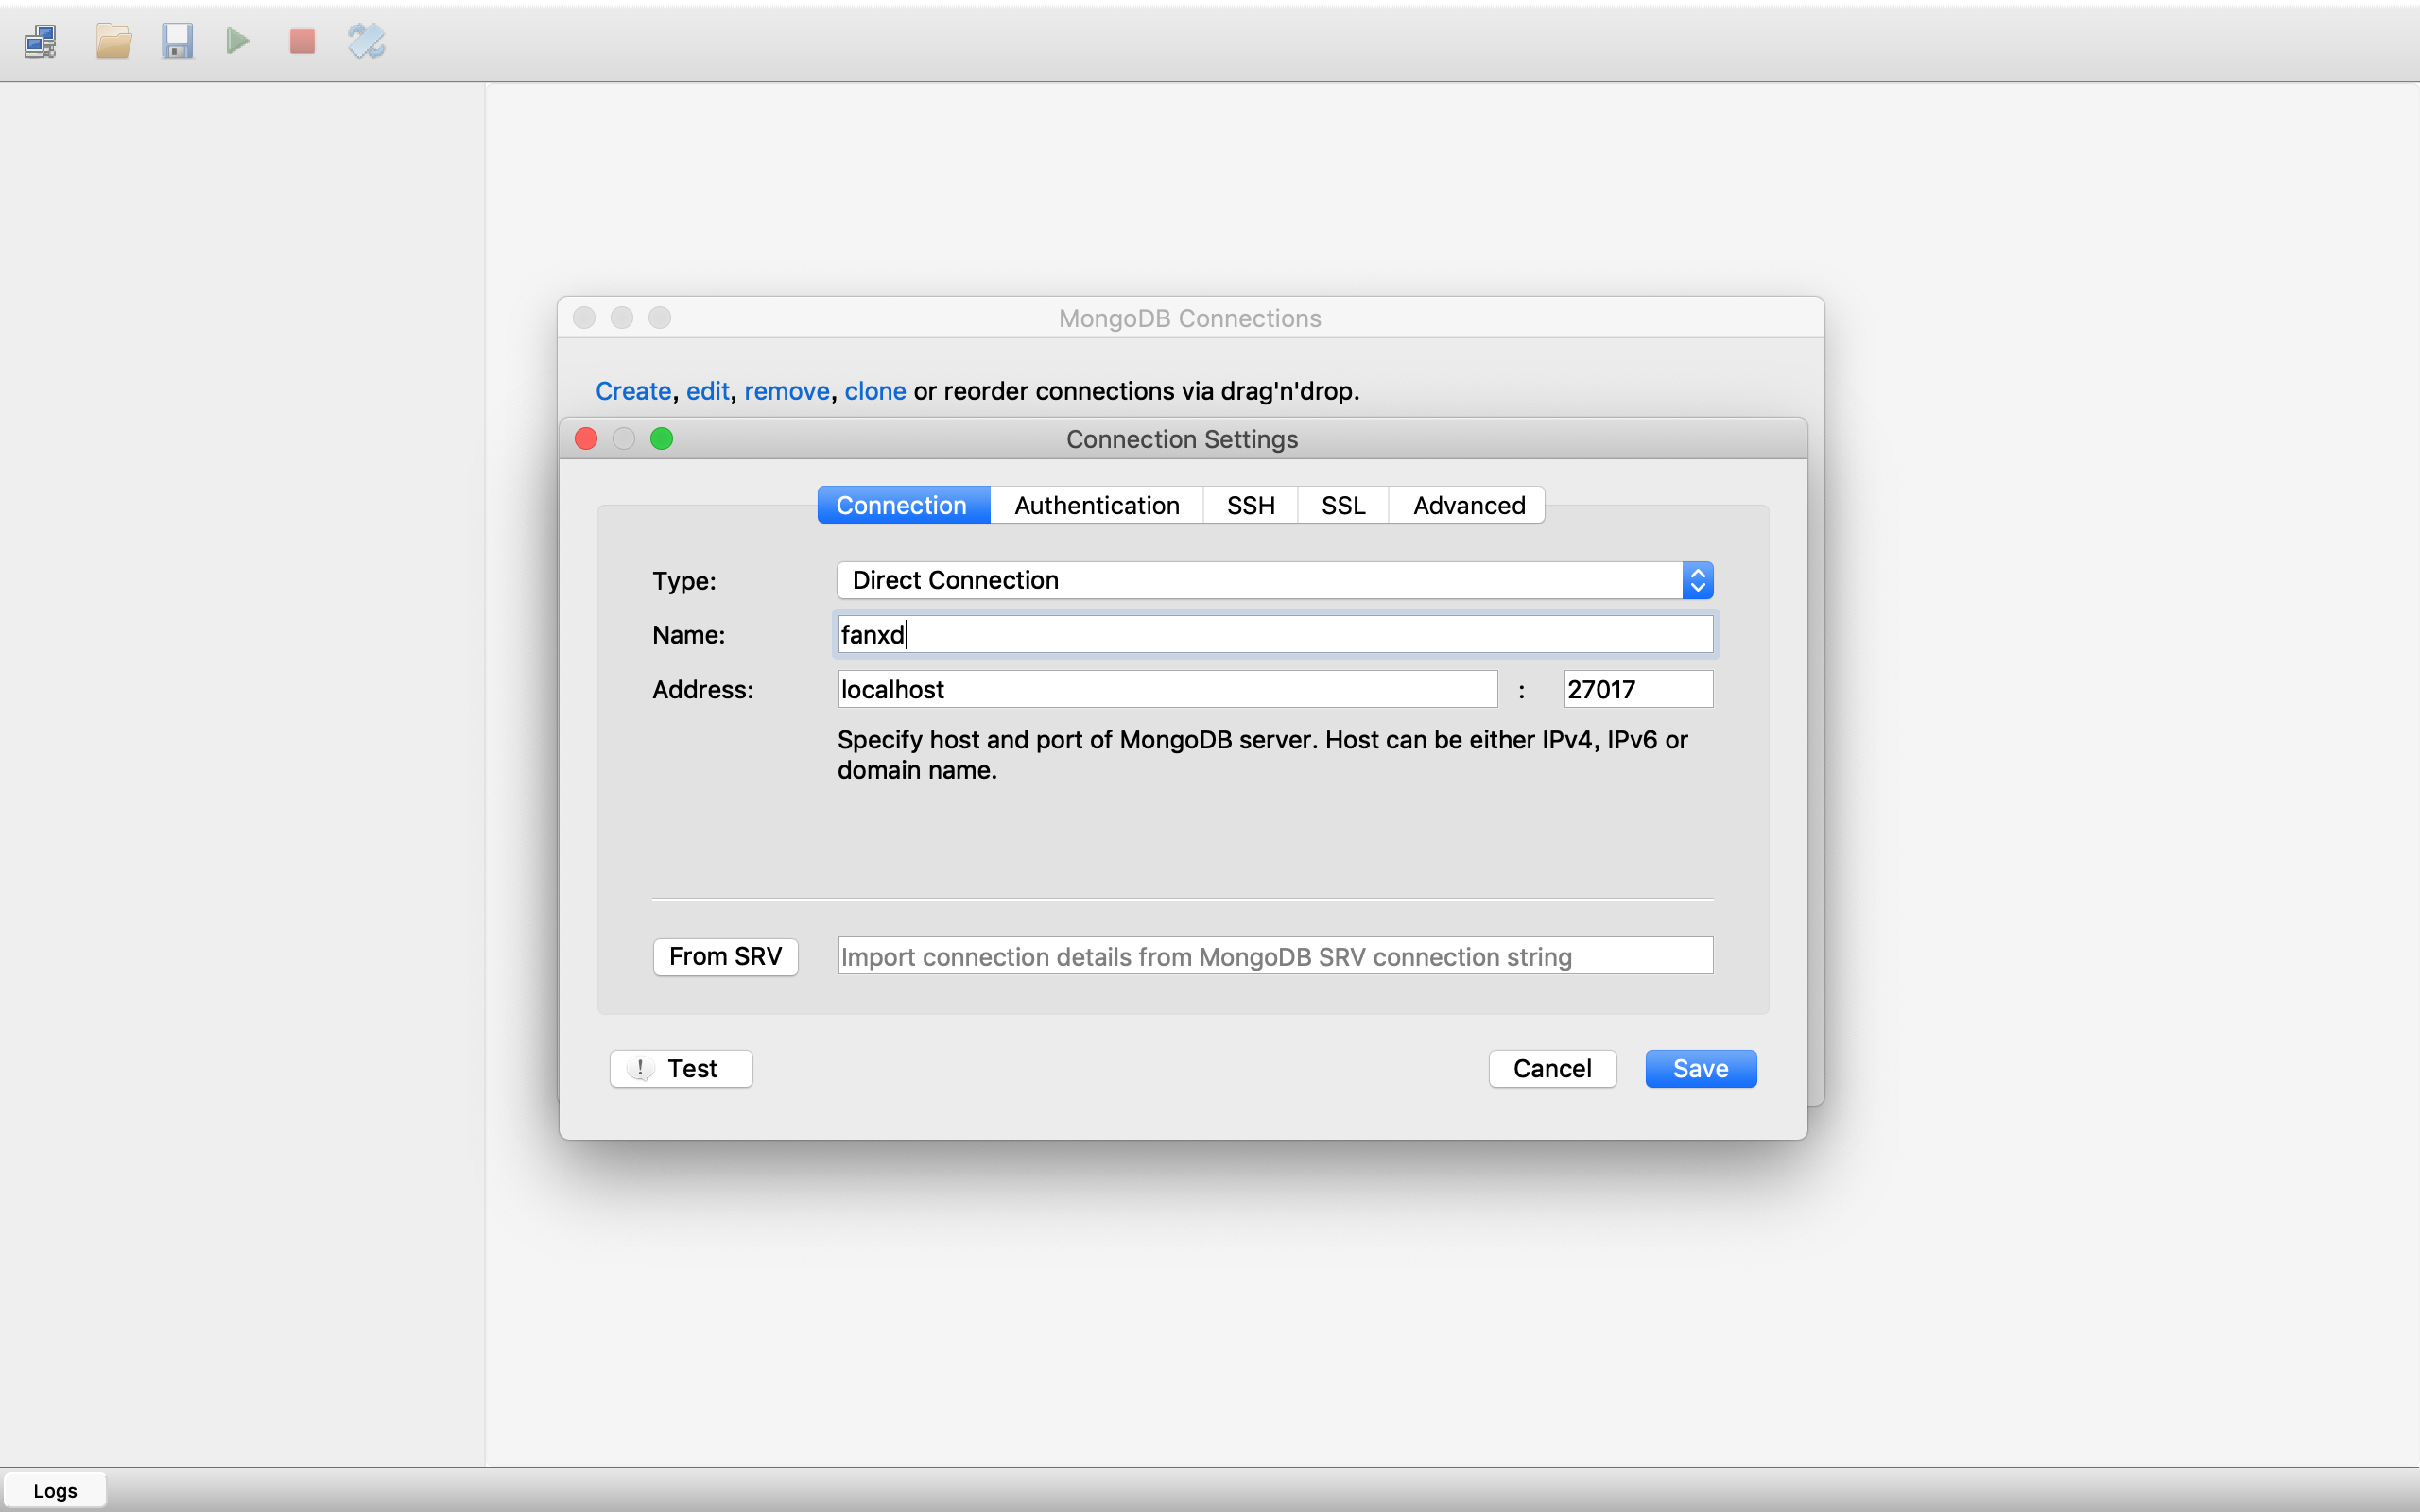 MongoDB Connections
Create, edit, remove, clone or reorder connections via drag'n'drop.
Connection Settings
Connection Authentication SSH SSL Advanced
Type: Direct Connection
Name: fanxd
Address: localhost : 27017
Specify host and port of MongoDB server. Host can be either IPv4, IPv6 or
domain name.
From SRV Import connection details from MongoDB SRV connection string
! Test Cancel Save
Logs